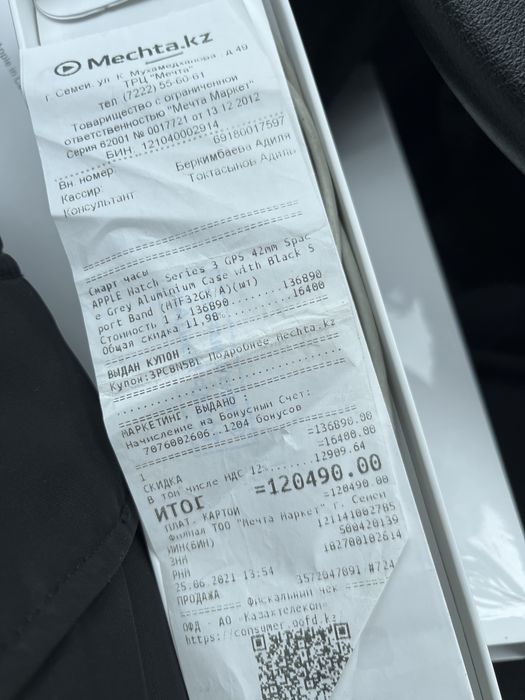 Mechta.kz
г. Семей, ул. К. Мухамедханова, д.49
ТРЦ "Мечта"
тел (7222) 55-60-61
Товарищество с ограниченной
ответственностью "Мечта Маркет"
Серия 62001 № 0017721 от 13 12 2012
БИН, 121040002914
Вн номер 69180017597
Кассир Беркимбаева Адиля
Консультант Токтасынов Адиль
Смарт часы
APPLE Watch Series 3 GPS 42mm Spac
e Grey Aluminium Case with Black S
port Band (MTF32GK/A)(шт)
Стоимость 1 x 136890........136890
Общая скидка 11.98%..........16400
ВЫДАН КУПОН :
Купон:3PCBN5BL Подробнее Mechta.kz
МАРКЕТИНГ, ВЫДАНО :
Начисление на Бонусный Счет:
7076002606..1204 бонусов
1 =136890.00
СКИДКА =16400.00
В том числе НДС 12%.......12909.64
ИТОГ =120490.00
ПЛАТ. КАРТОЙ =120490.00
Филиал ТОО "Мечта Маркет" г. Семей
ИИН(БИН) 121141002785
ЗНМ 500420139
РНМ 182700102614
25.06.2021 13:54 3572047091 #724
ПРОДАЖА
Фискальный чек
ОФД - АО «Казахтелеком»
https://consumer.oofd.kz